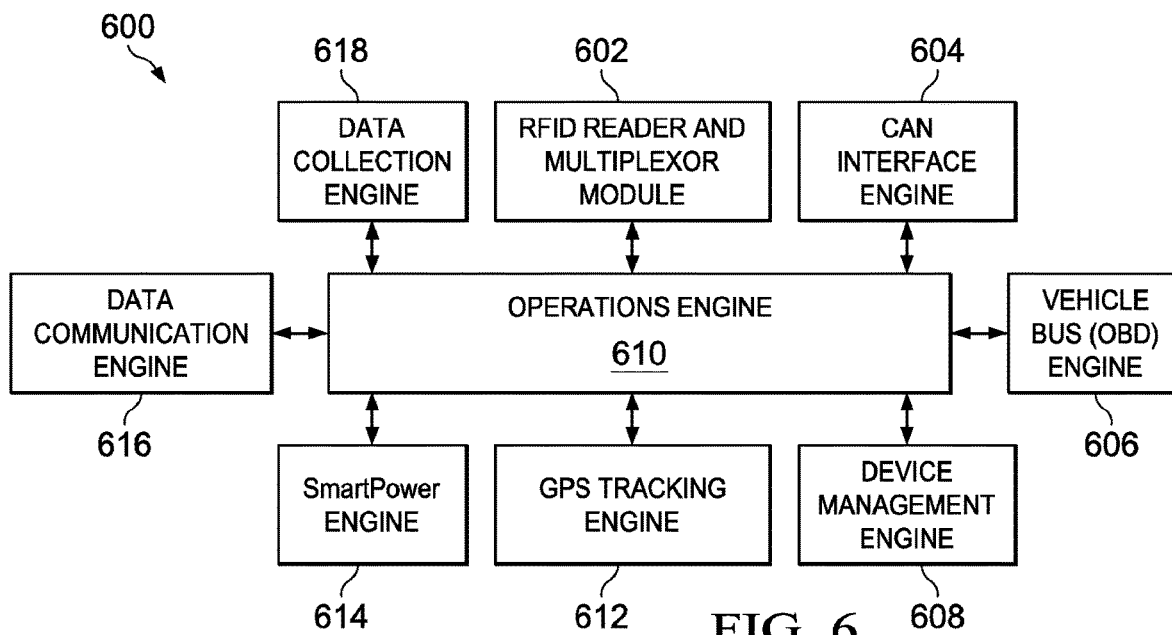 600
618
602
604
DATA
COLLECTION
ENGINE
RFID READER AND
MULTIPLEXOR
MODULE
CAN
INTERFACE
ENGINE
DATA
COMMUNICATION
ENGINE
616
OPERATIONS ENGINE
610
VEHICLE
BUS (OBD)
ENGINE
606
SmartPower
ENGINE
614
GPS TRACKING
ENGINE
612
DEVICE
MANAGEMENT
ENGINE
608
FIG. 6